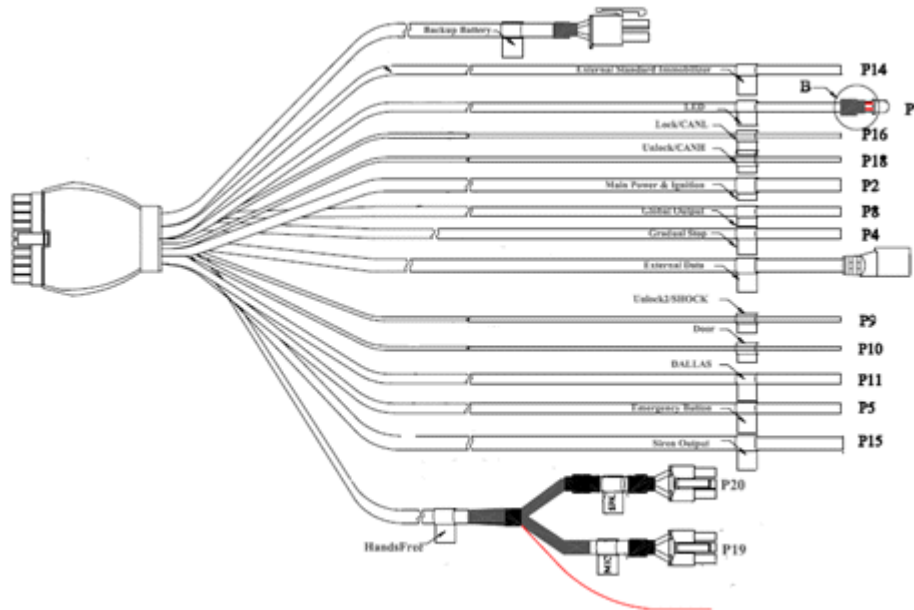 Backup Battery
External Standard Immobilizer P14
B
LED P
Lock/CANL P16
Unlock/CANH P18
Main Power & Ignition P2
Global Output P8
Gradual Stop P4
External Data
Unlock2/SHOCK P9
Door P10
DALLAS P11
Emergency Button P5
Siren Output P15
SPK P20
HandsFree
MIC P19